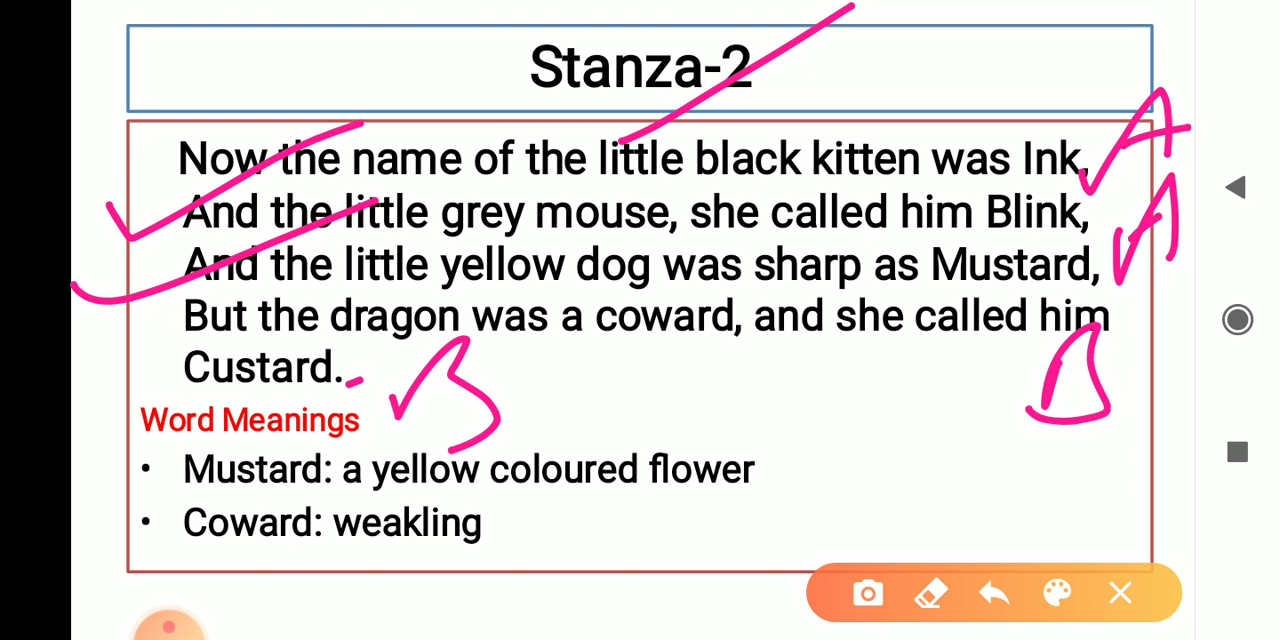 Stanza-2
Now the name of the little black kitten was Ink,
A
And the little grey mouse, she called him Blink,
A
And the little yellow dog was sharp as Mustard,
But the dragon was a coward, and she called him
B
Custard.
B
Word Meanings
• Mustard: a yellow coloured flower
• Coward: weakling